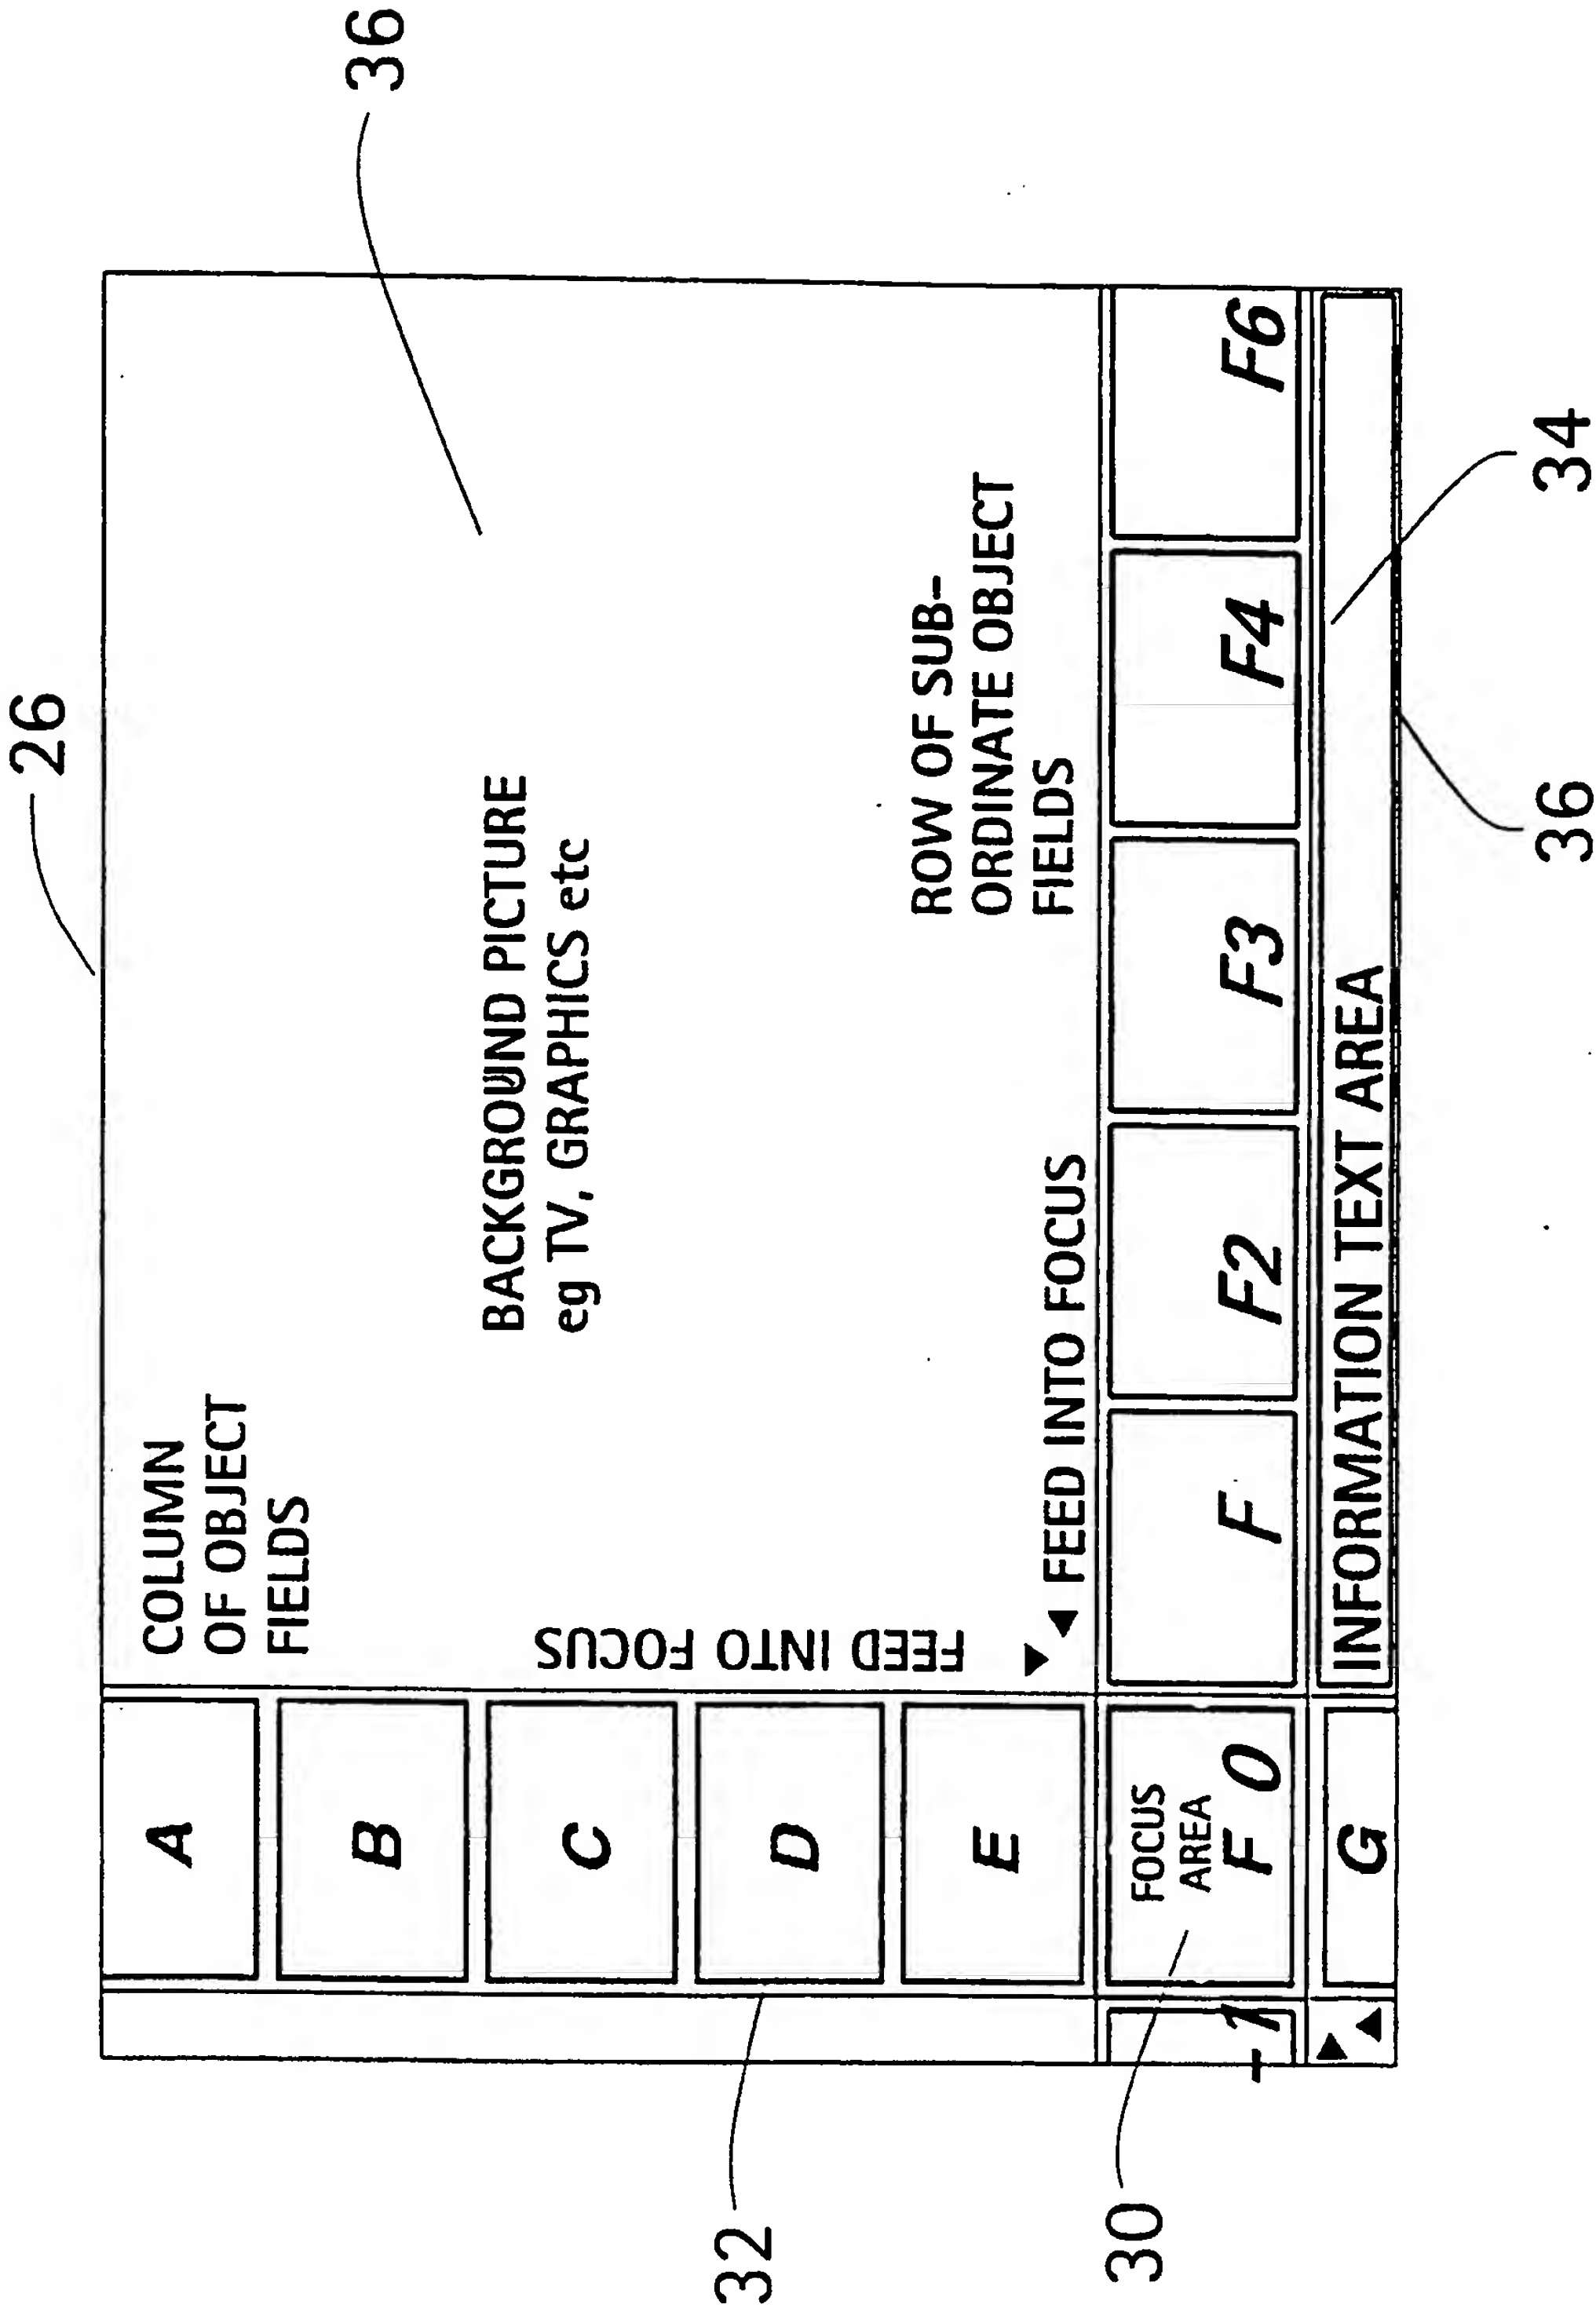 26
36
COLUMN
OF OBJECT
FIELDS
A
B
C
D
E
BACKGROUND PICTURE
eg TV, GRAPHICS etc
FEED INTO FOCUS
ROW OF SUB-
ORDINATE OBJECT
FIELDS
FEED INTO FOCUS
32
30
-1
FOCUS
AREA
F 0
F
F2
F3
F4
F6
G
INFORMATION TEXT AREA
36
34